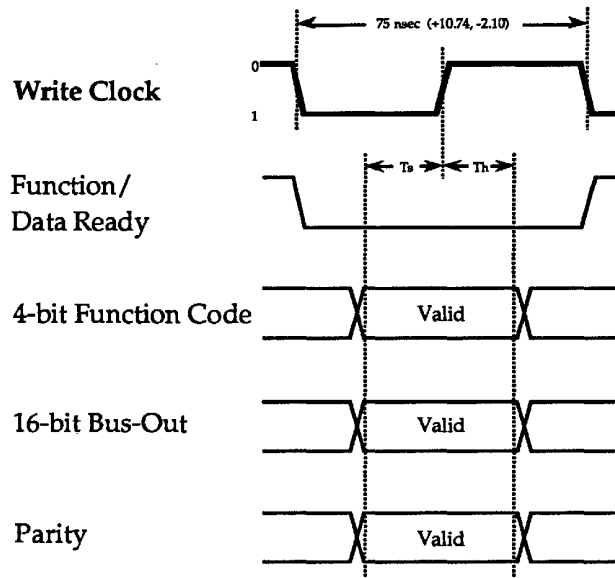 75 nsec (+10.74, -2.10)
0
Write Clock
1
Ts
Th
Function/
Data Ready
4-bit Function Code
Valid
16-bit Bus-Out
Valid
Parity
Valid